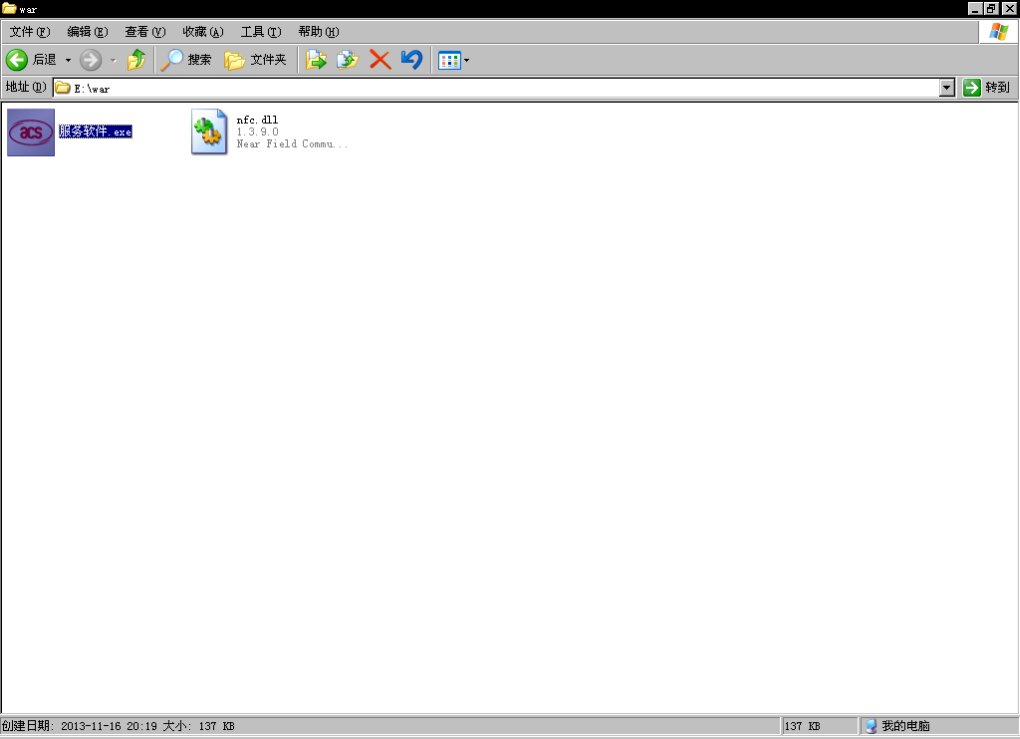 war
文件(F) 编辑(E) 查看(V) 收藏(A) 工具(T) 帮助(H)
后退 搜索 文件夹
地址(D) E:\war 转到
acs 服务软件.exe
nfc.dll
1.3.9.0
Near Field Commu...
创建日期: 2013-11-16 20:19 大小: 137 KB 137 KB 我的电脑